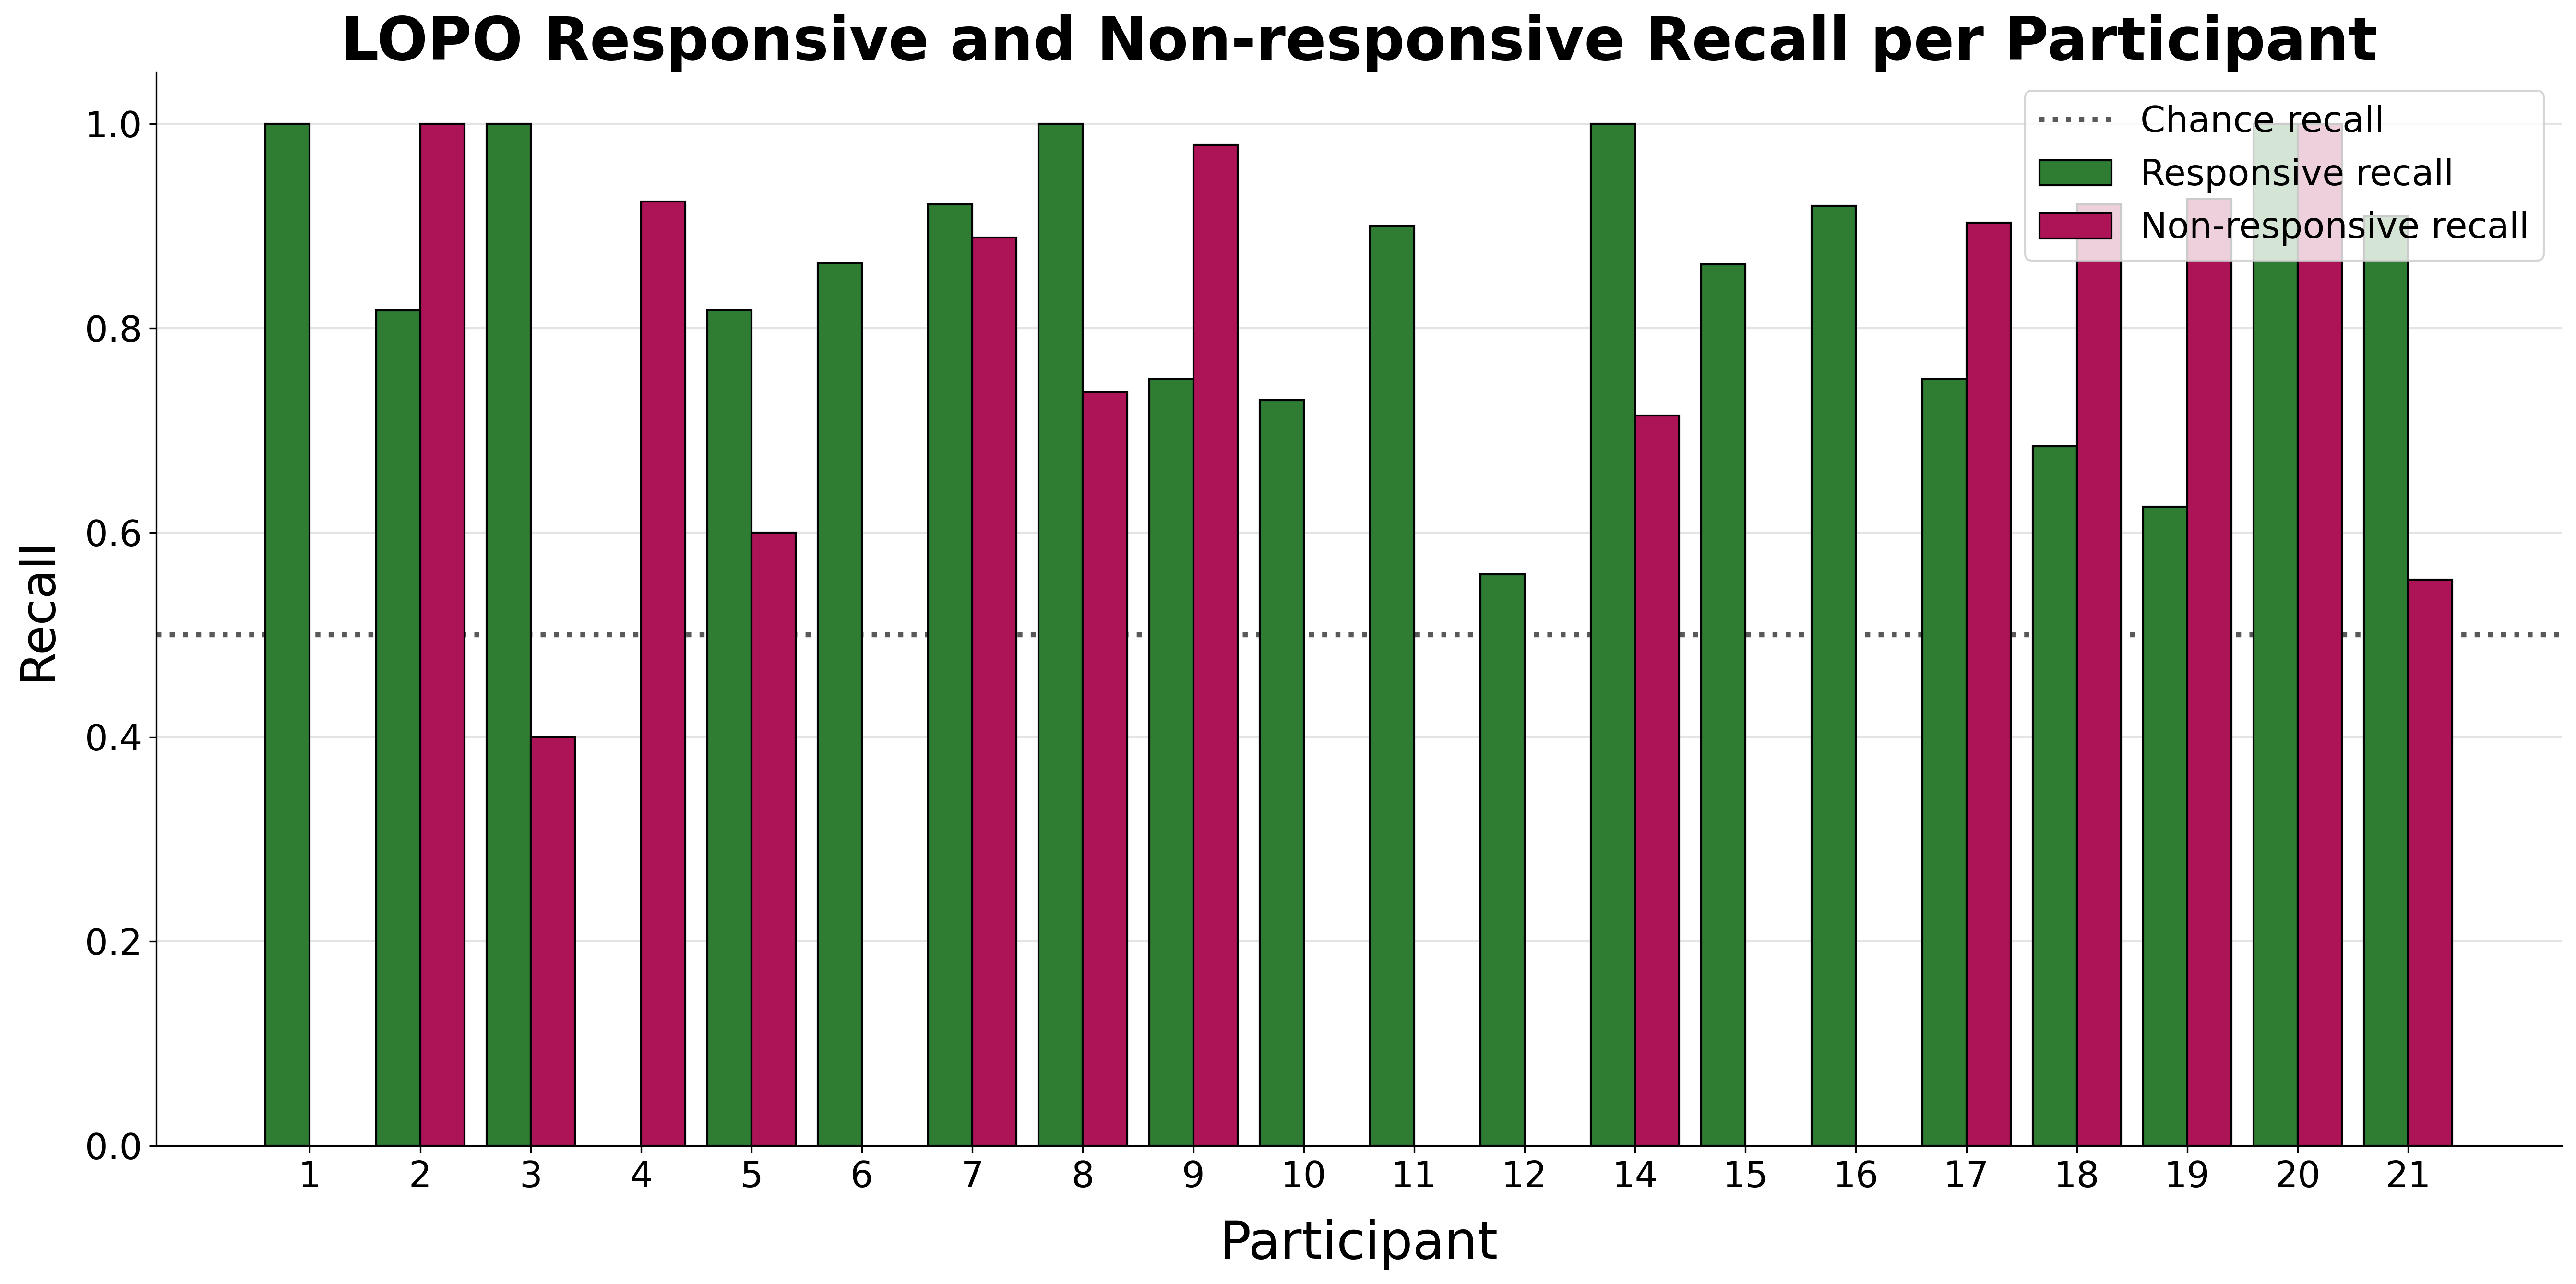 LOPO Responsive and Non-responsive Recall per Participant
Chance recall
Responsive recall
Non-responsive recall
1.0
0.8
0.6
0.4
0.2
0.0
Recall
1 2 3 4 5 6 7 8 9 10 11 12 14 15 16 17 18 19 20 21
Participant